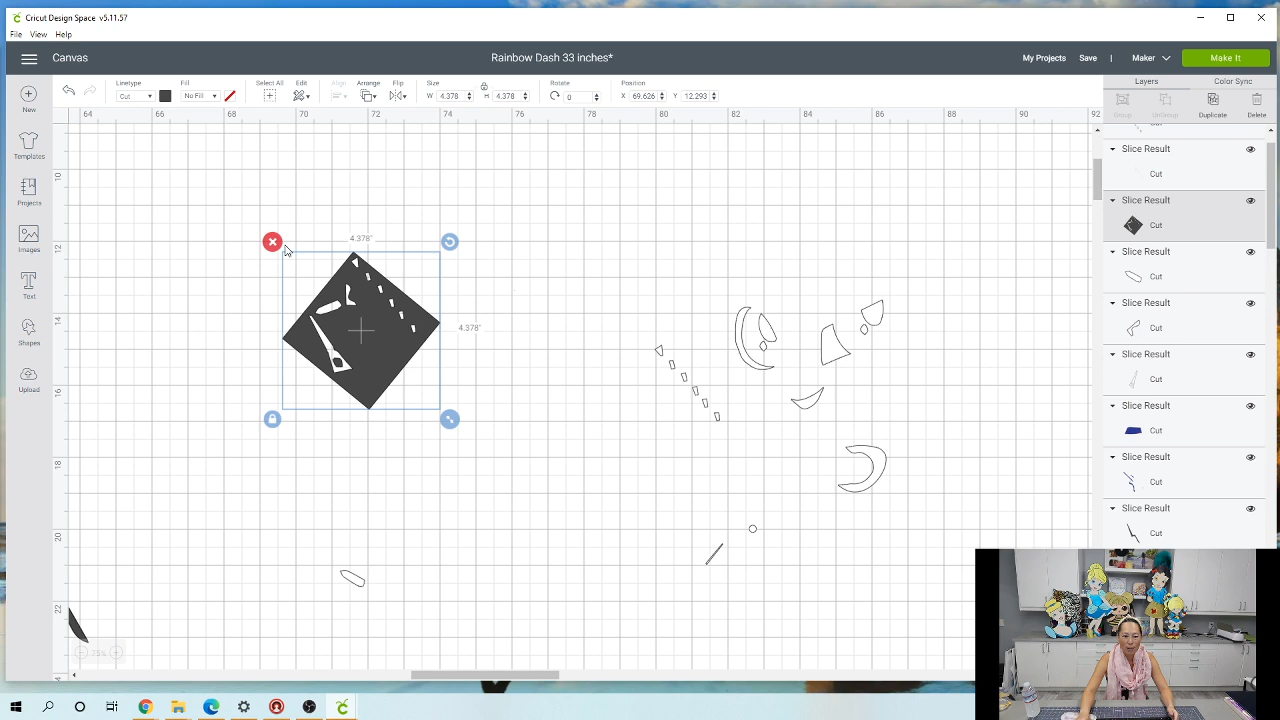 Cricut Design Space v5.11.57
File View Help
Canvas
Rainbow Dash 33 inches*
My Projects Save | Maker Make It
Linetype Fill Select All Edit Align Arrange Flip Size Rotate Position
Cut No Fill W 4.378 H 4.378 0 X 69.626 Y 12.293
Layers Color Sync
Group UnGroup Duplicate Delete
New
Templates
Projects
Images
Text
Shapes
Upload
64 66 68 70 72 74 76 78 80 82 84 86 88 90 92
10
12
14
16
18
20
22
4.378"
4.378"
75%
Slice Result
Cut
Slice Result
Cut
Slice Result
Cut
Slice Result
Cut
Slice Result
Cut
Slice Result
Cut
Slice Result
Cut
Slice Result
Cut